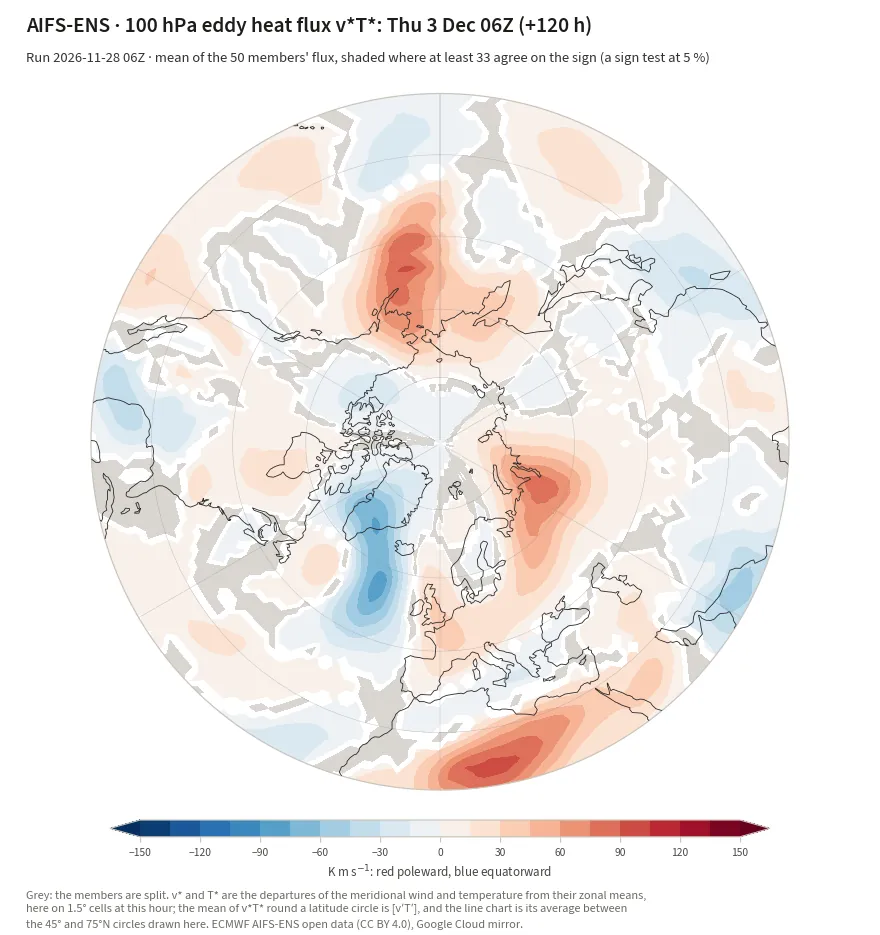 AIFS-ENS · 100 hPa eddy heat flux v*T*: Thu 3 Dec 06Z (+120 h)
Run 2026-11-28 06Z · mean of the 50 members' flux, shaded where at least 33 agree on the sign (a sign test at 5 %)
−150 −120 −90 −60 −30 0 30 60 90 120 150
K m s⁻¹: red poleward, blue equatorward
Grey: the members are split. v* and T* are the departures of the meridional wind and temperature from their zonal means,
here on 1.5° cells at this hour; the mean of v*T* round a latitude circle is [v'T'], and the line chart is its average between
the 45° and 75°N circles drawn here. ECMWF AIFS-ENS open data (CC BY 4.0), Google Cloud mirror.